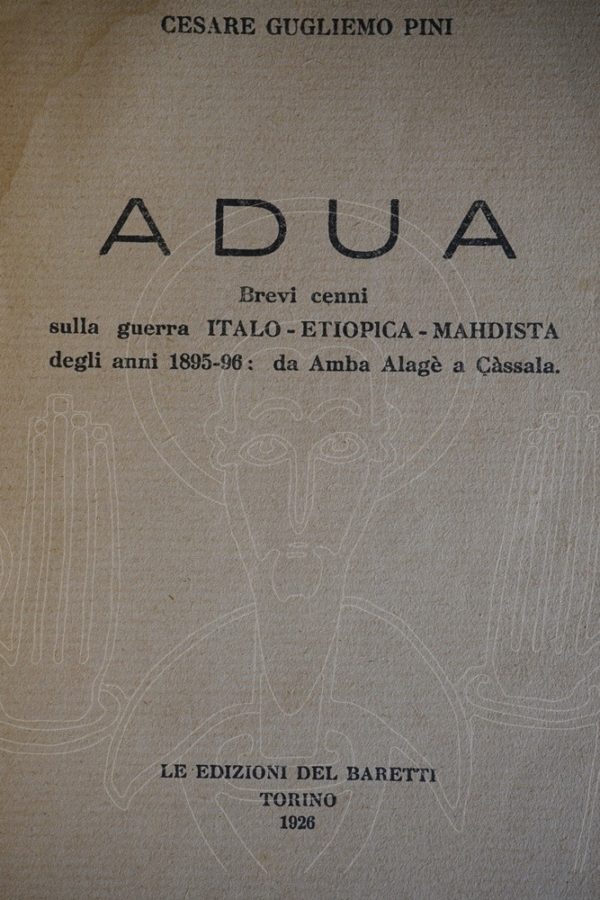 CESARE GUGLIEMO PINI
ADUA
Brevi cenni
sulla guerra ITALO - ETIOPICA - MAHDISTA
degli anni 1895-96: da Amba Alagè a Çàssala.
LE EDIZIONI DEL BARETTI
TORINO
1926